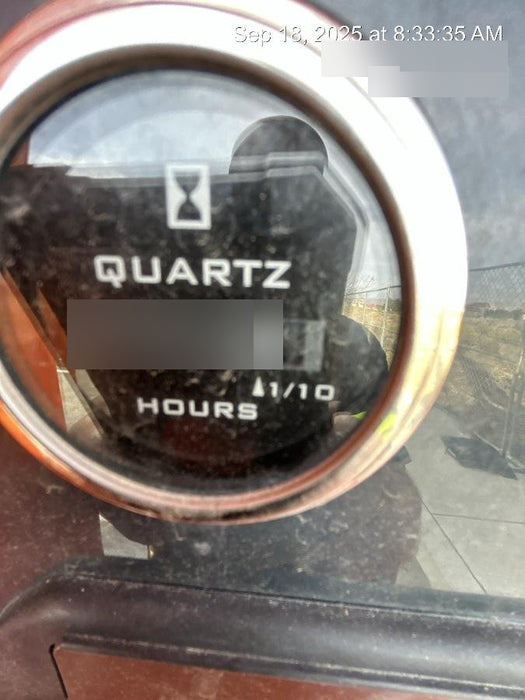 Sep 18, 2025 at 8:33:35 AM
QUARTZ
1/10
HOURS